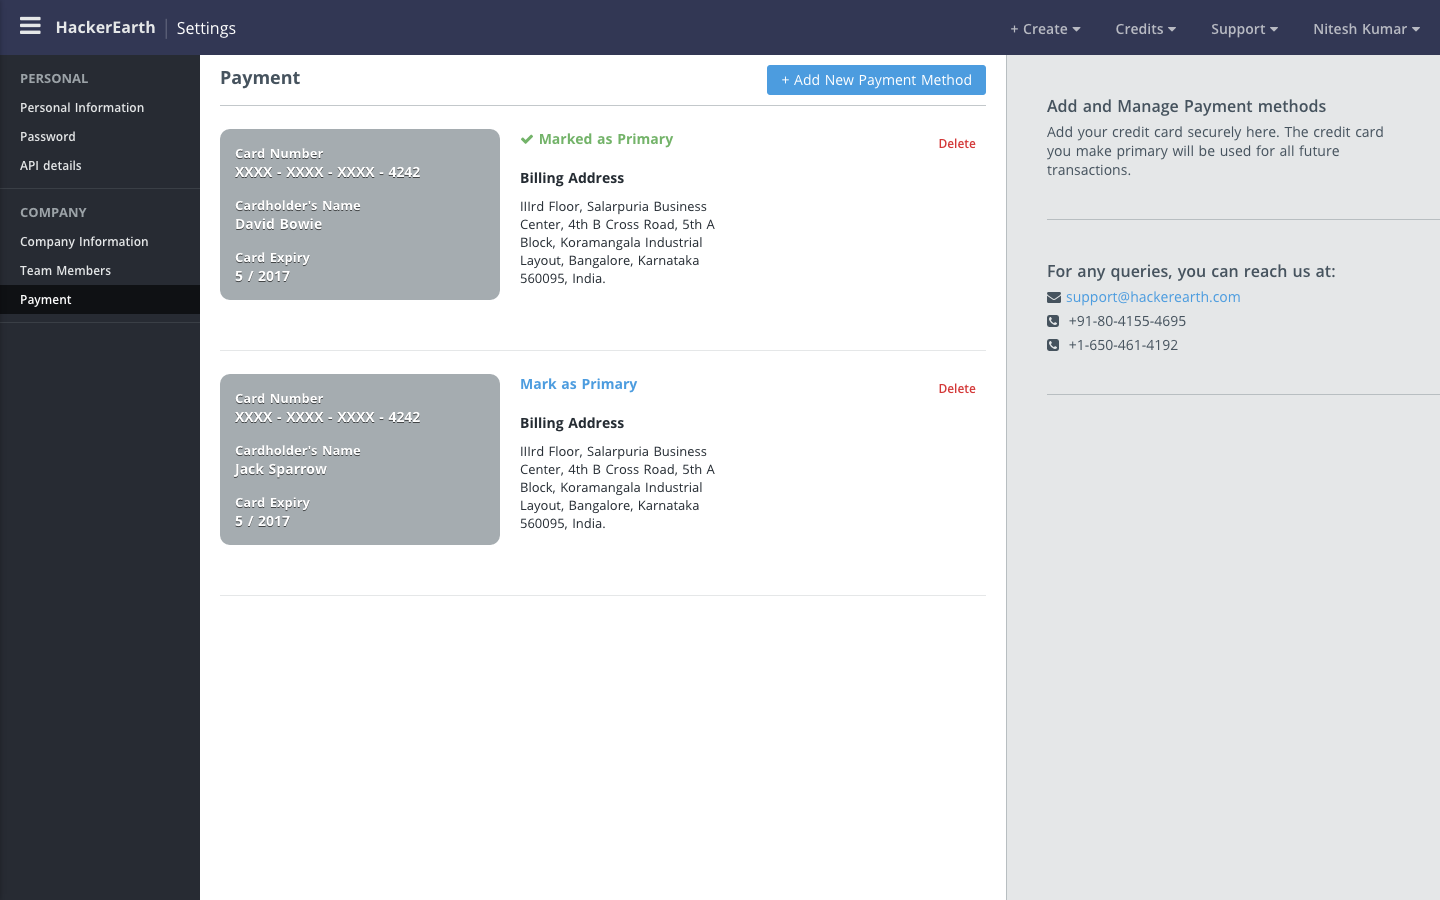 HackerEarth | Settings
+ Create Credits Support Nitesh Kumar
PERSONAL
Personal Information
Password
API details
COMPANY
Company Information
Team Members
Payment
Payment
+ Add New Payment Method
Card Number
XXXX - XXXX - XXXX - 4242
Cardholder's Name
David Bowie
Card Expiry
5 / 2017
Marked as Primary
Delete
Billing Address
IIIrd Floor, Salarpuria Business
Center, 4th B Cross Road, 5th A
Block, Koramangala Industrial
Layout, Bangalore, Karnataka
560095, India.
Card Number
XXXX - XXXX - XXXX - 4242
Cardholder's Name
Jack Sparrow
Card Expiry
5 / 2017
Mark as Primary
Delete
Billing Address
IIIrd Floor, Salarpuria Business
Center, 4th B Cross Road, 5th A
Block, Koramangala Industrial
Layout, Bangalore, Karnataka
560095, India.
Add and Manage Payment methods
Add your credit card securely here. The credit card
you make primary will be used for all future
transactions.
For any queries, you can reach us at:
support@hackerearth.com
+91-80-4155-4695
+1-650-461-4192